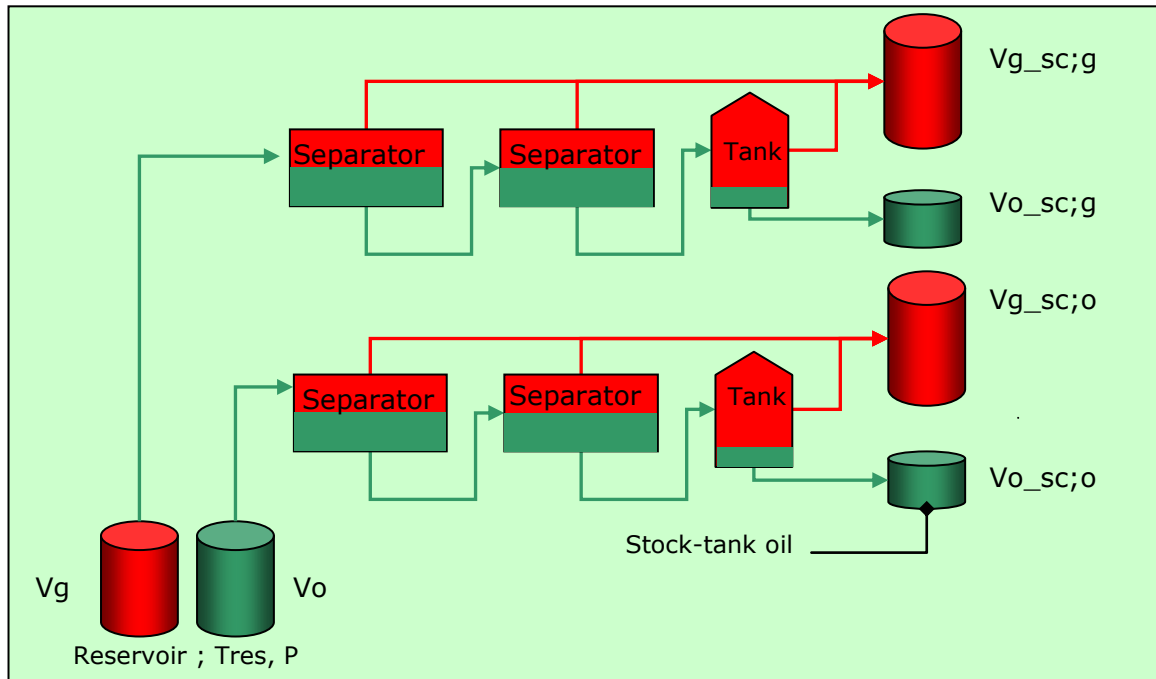 Vg_sc;g
Separator
Separator
Tank
Vo_sc;g
Vg_sc;o
Separator
Separator
Tank
Vo_sc;o
Stock-tank oil
Vg
Vo
Reservoir ; Tres, P